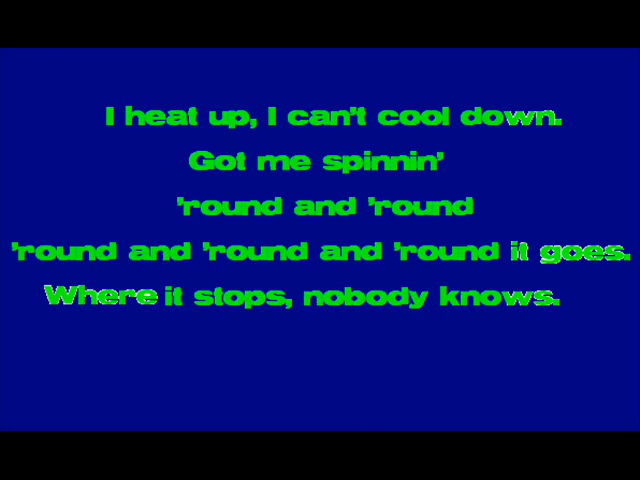 I heat up, I can't cool down.
Got me spinnin'
'round and 'round
'round and 'round and 'round it goes.
Where it stops, nobody knows.